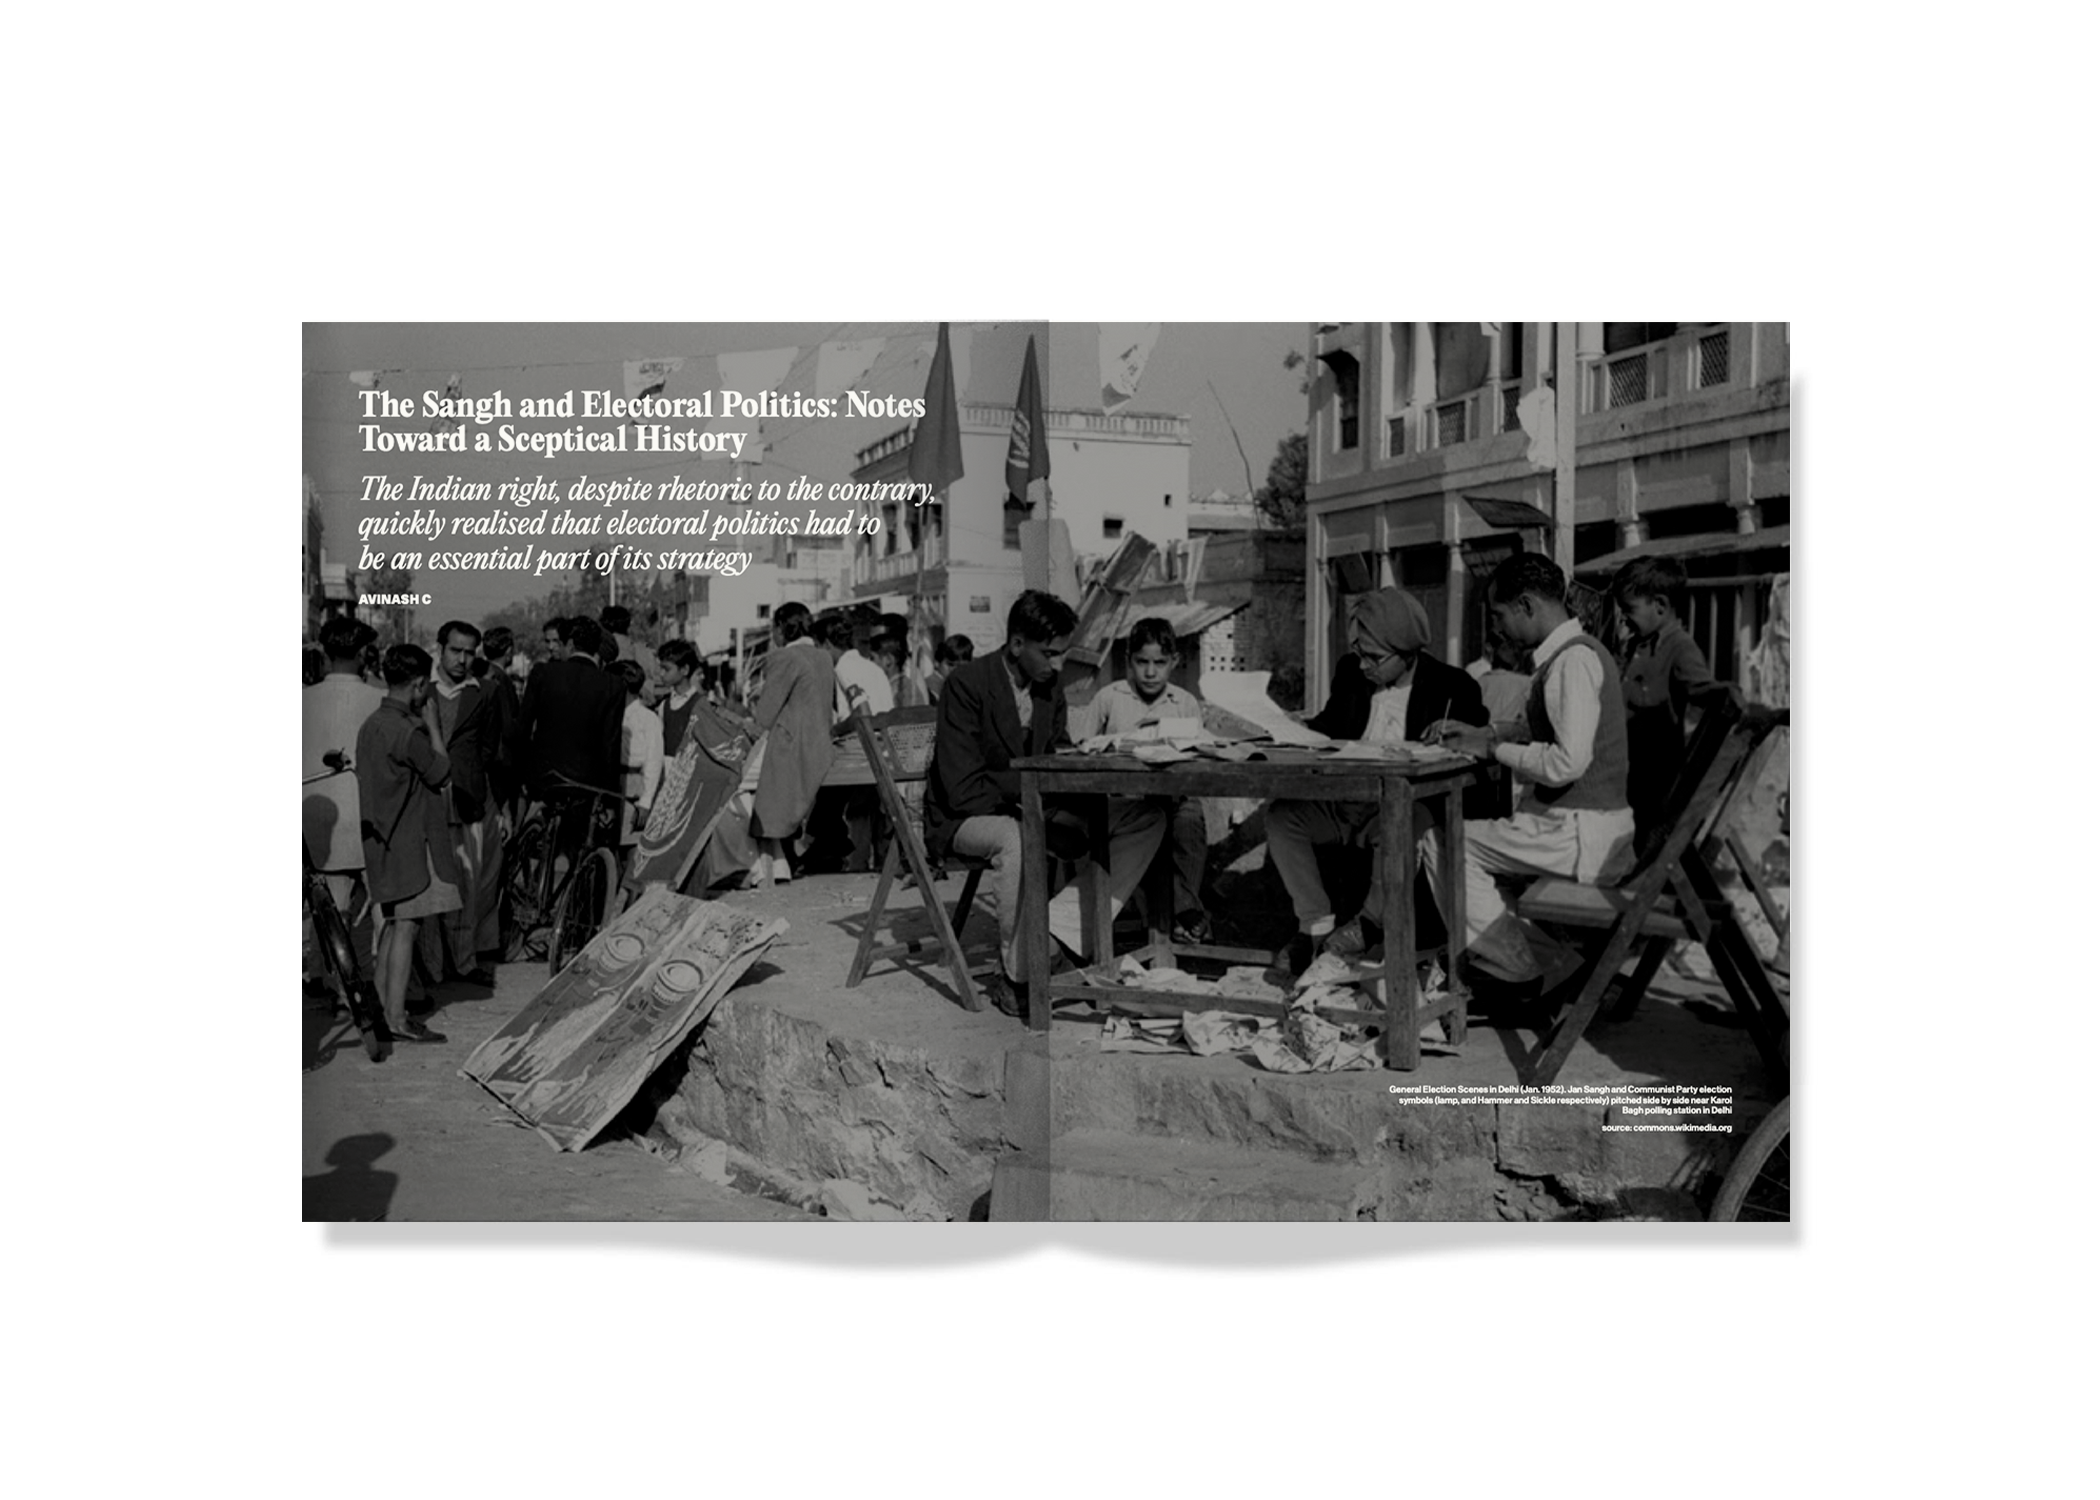 The Sangh and Electoral Politics: Notes
Toward a Sceptical History
The Indian right, despite rhetoric to the contrary,
quickly realised that electoral politics had to
be an essential part of its strategy
AVINASH C
General Election Scenes in Delhi (Jan. 1952). Jan Sangh and Communist Party election
symbols (lamp, and Hammer and Sickle respectively) pitched side by side near Karol
Bagh polling station in Delhi
source: commons.wikimedia.org